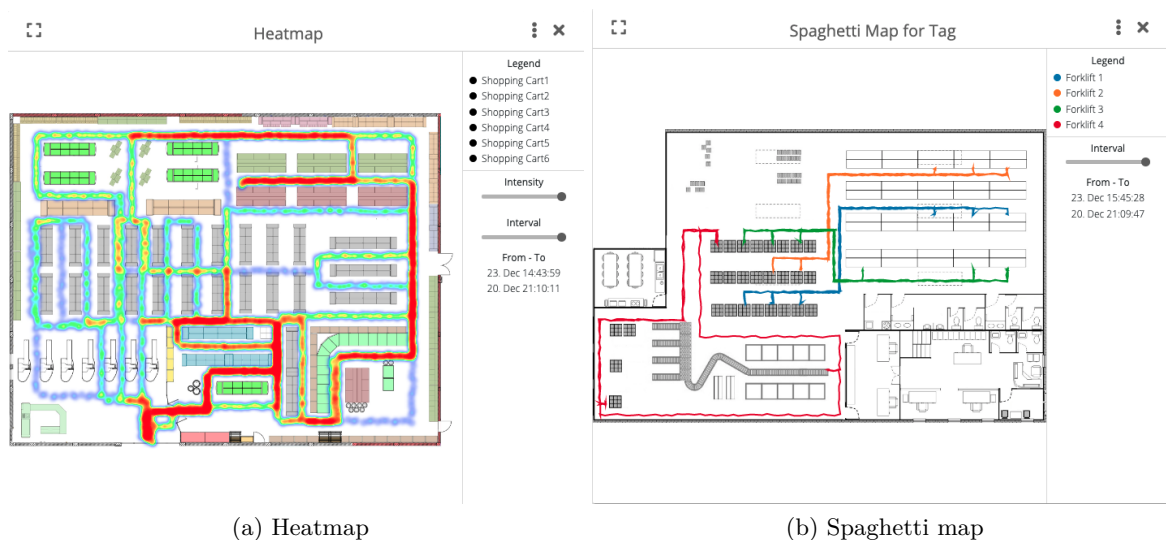 Heatmap
Legend
Shopping Cart1
Shopping Cart2
Shopping Cart3
Shopping Cart4
Shopping Cart5
Shopping Cart6
Intensity
Interval
From - To
23. Dec 14:43:59
20. Dec 21:10:11
(a) Heatmap
Spaghetti Map for Tag
Legend
Forklift 1
Forklift 2
Forklift 3
Forklift 4
Interval
From - To
23. Dec 15:45:28
20. Dec 21:09:47
(b) Spaghetti map